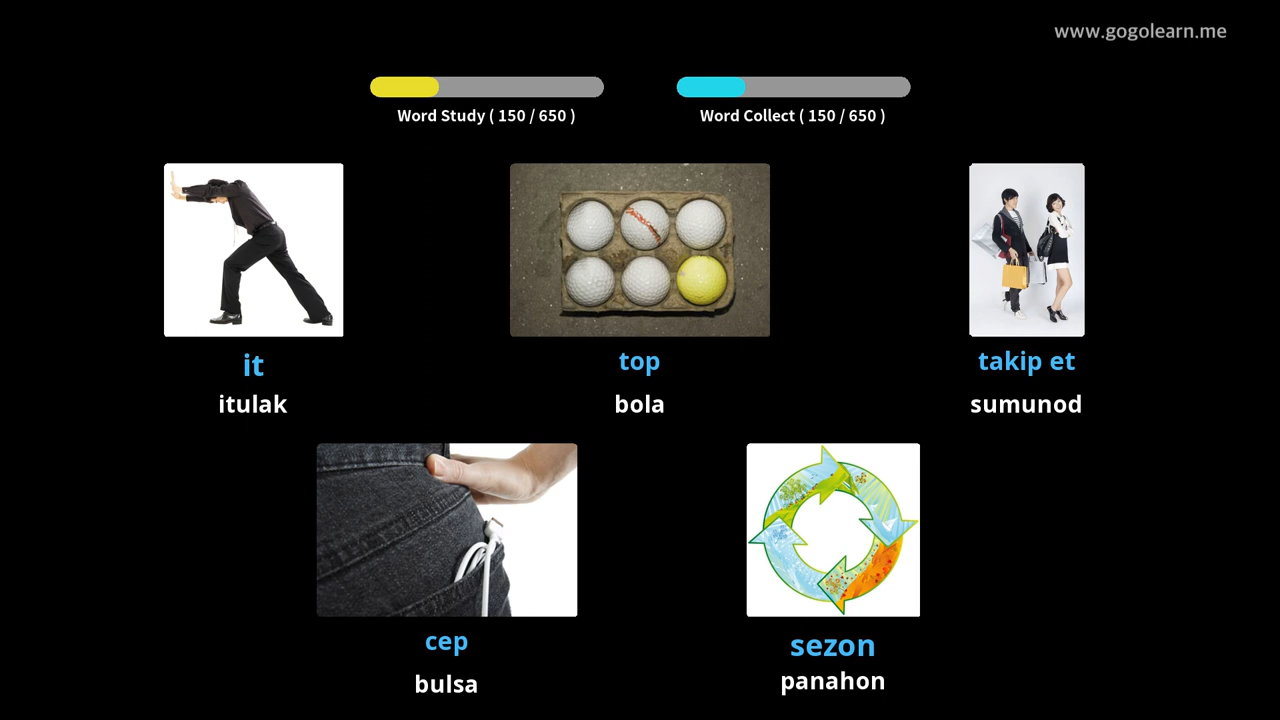 www.gogolearn.me
Word Study ( 150 / 650 )
Word Collect ( 150 / 650 )
it
itulak
top
bola
takip et
sumunod
cep
bulsa
sezon
panahon